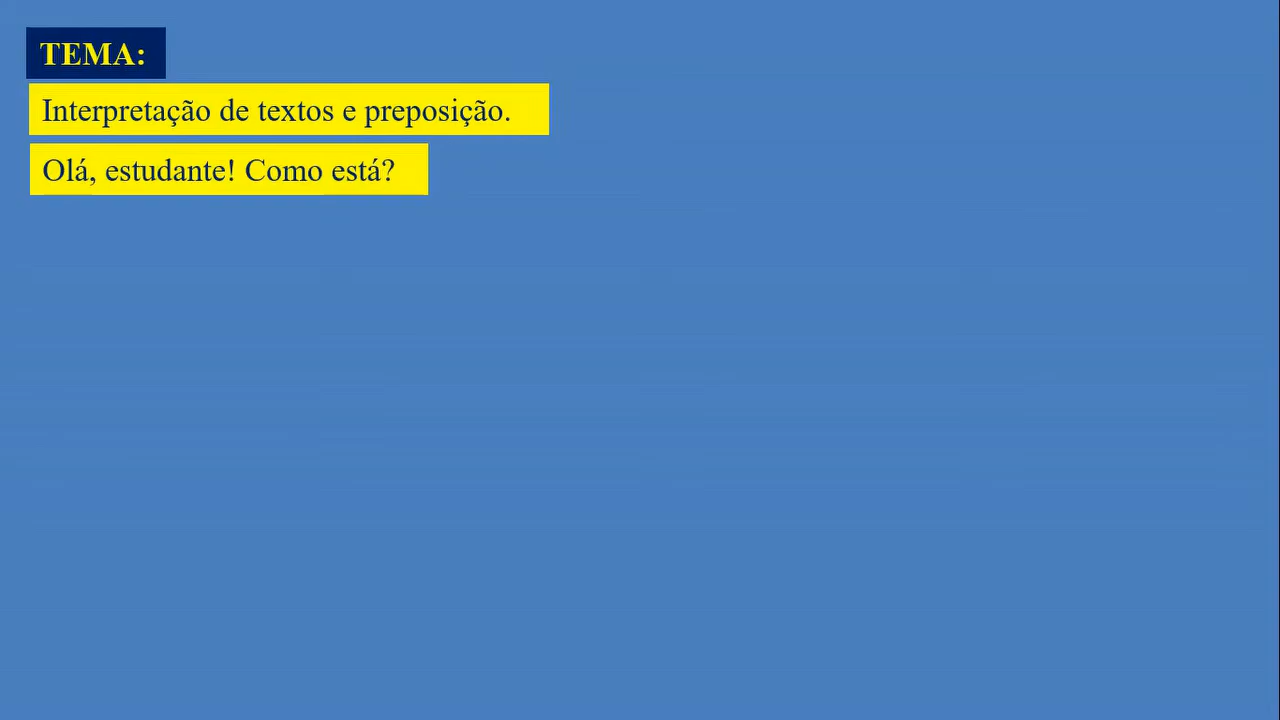 TEMA:
Interpretação de textos e preposição.
Olá, estudante! Como está?